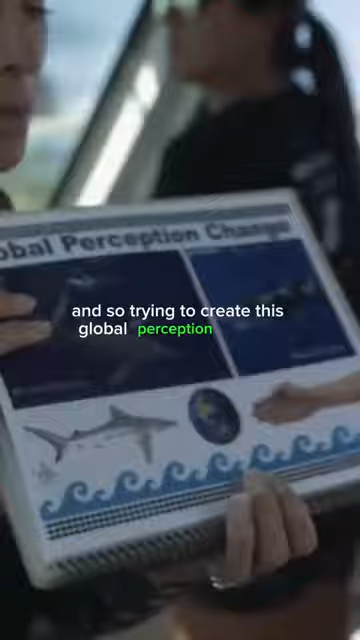 obal Perception Change
and so trying to create this
global perception